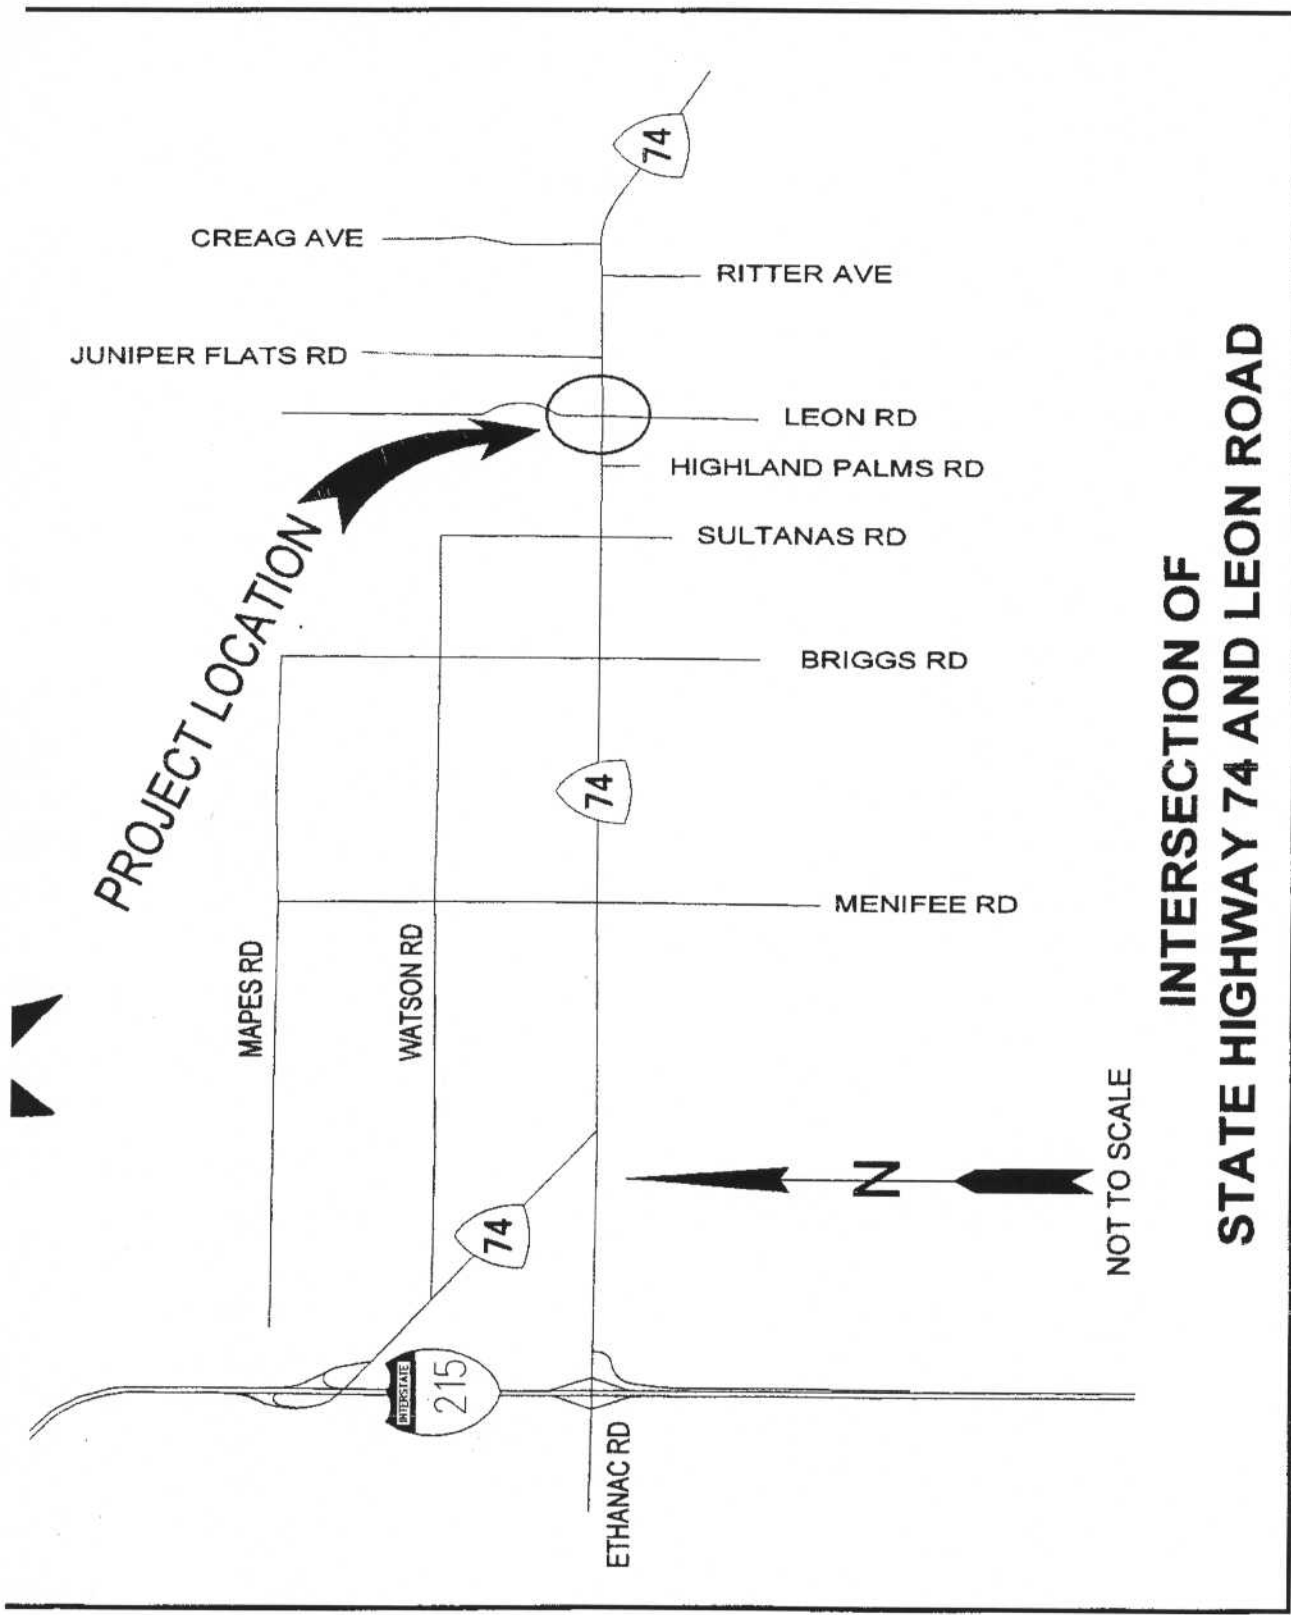 CREAG AVE
74
RITTER AVE
JUNIPER FLATS RD
LEON RD
HIGHLAND PALMS RD
PROJECT LOCATION
SULTANAS RD
BRIGGS RD
74
MENIFEE RD
MAPES RD
WATSON RD
74
INTERSTATE
215
ETHANAC RD
N
NOT TO SCALE
INTERSECTION OF
STATE HIGHWAY 74 AND LEON ROAD